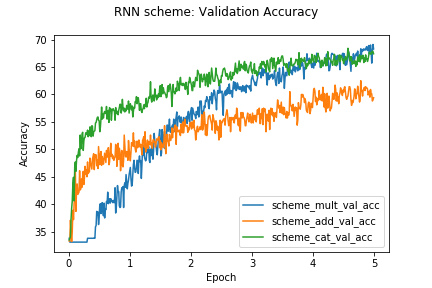 RNN scheme: Validation Accuracy
70
65
60
55
50
45
40
35
Accuracy
0
1
2
3
4
5
Epoch
scheme_mult_val_acc
scheme_add_val_acc
scheme_cat_val_acc